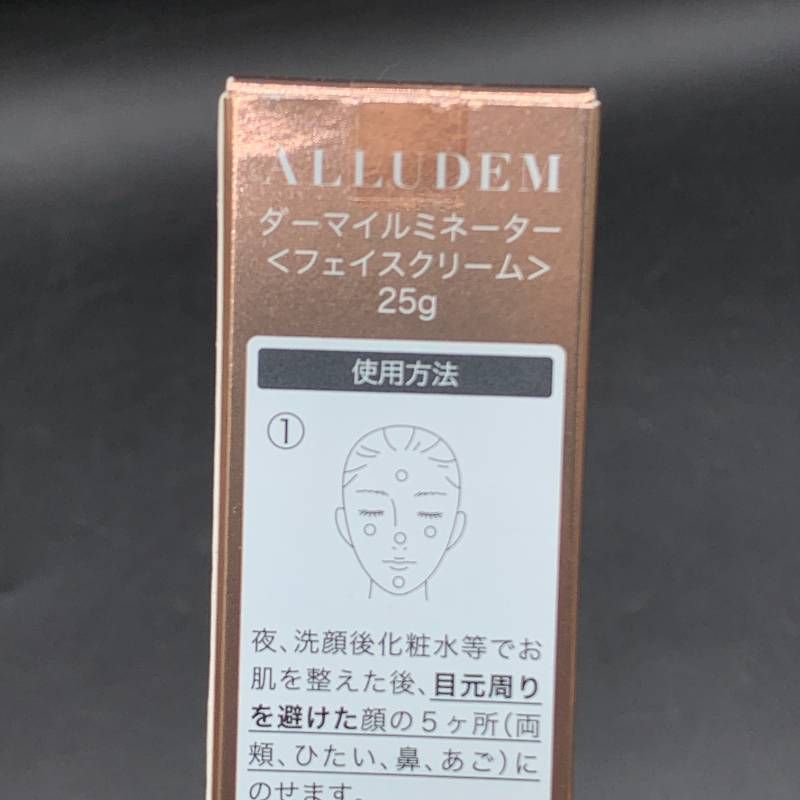 ALLUDEM
ダーマイルミネーター
<フェイスクリーム>
25g
使用方法
①
夜、洗顔後化粧水等でお
肌を整えた後、目元周り
を避けた顔の5ヶ所(両
頬、ひたい、鼻、あご)に
のせます。